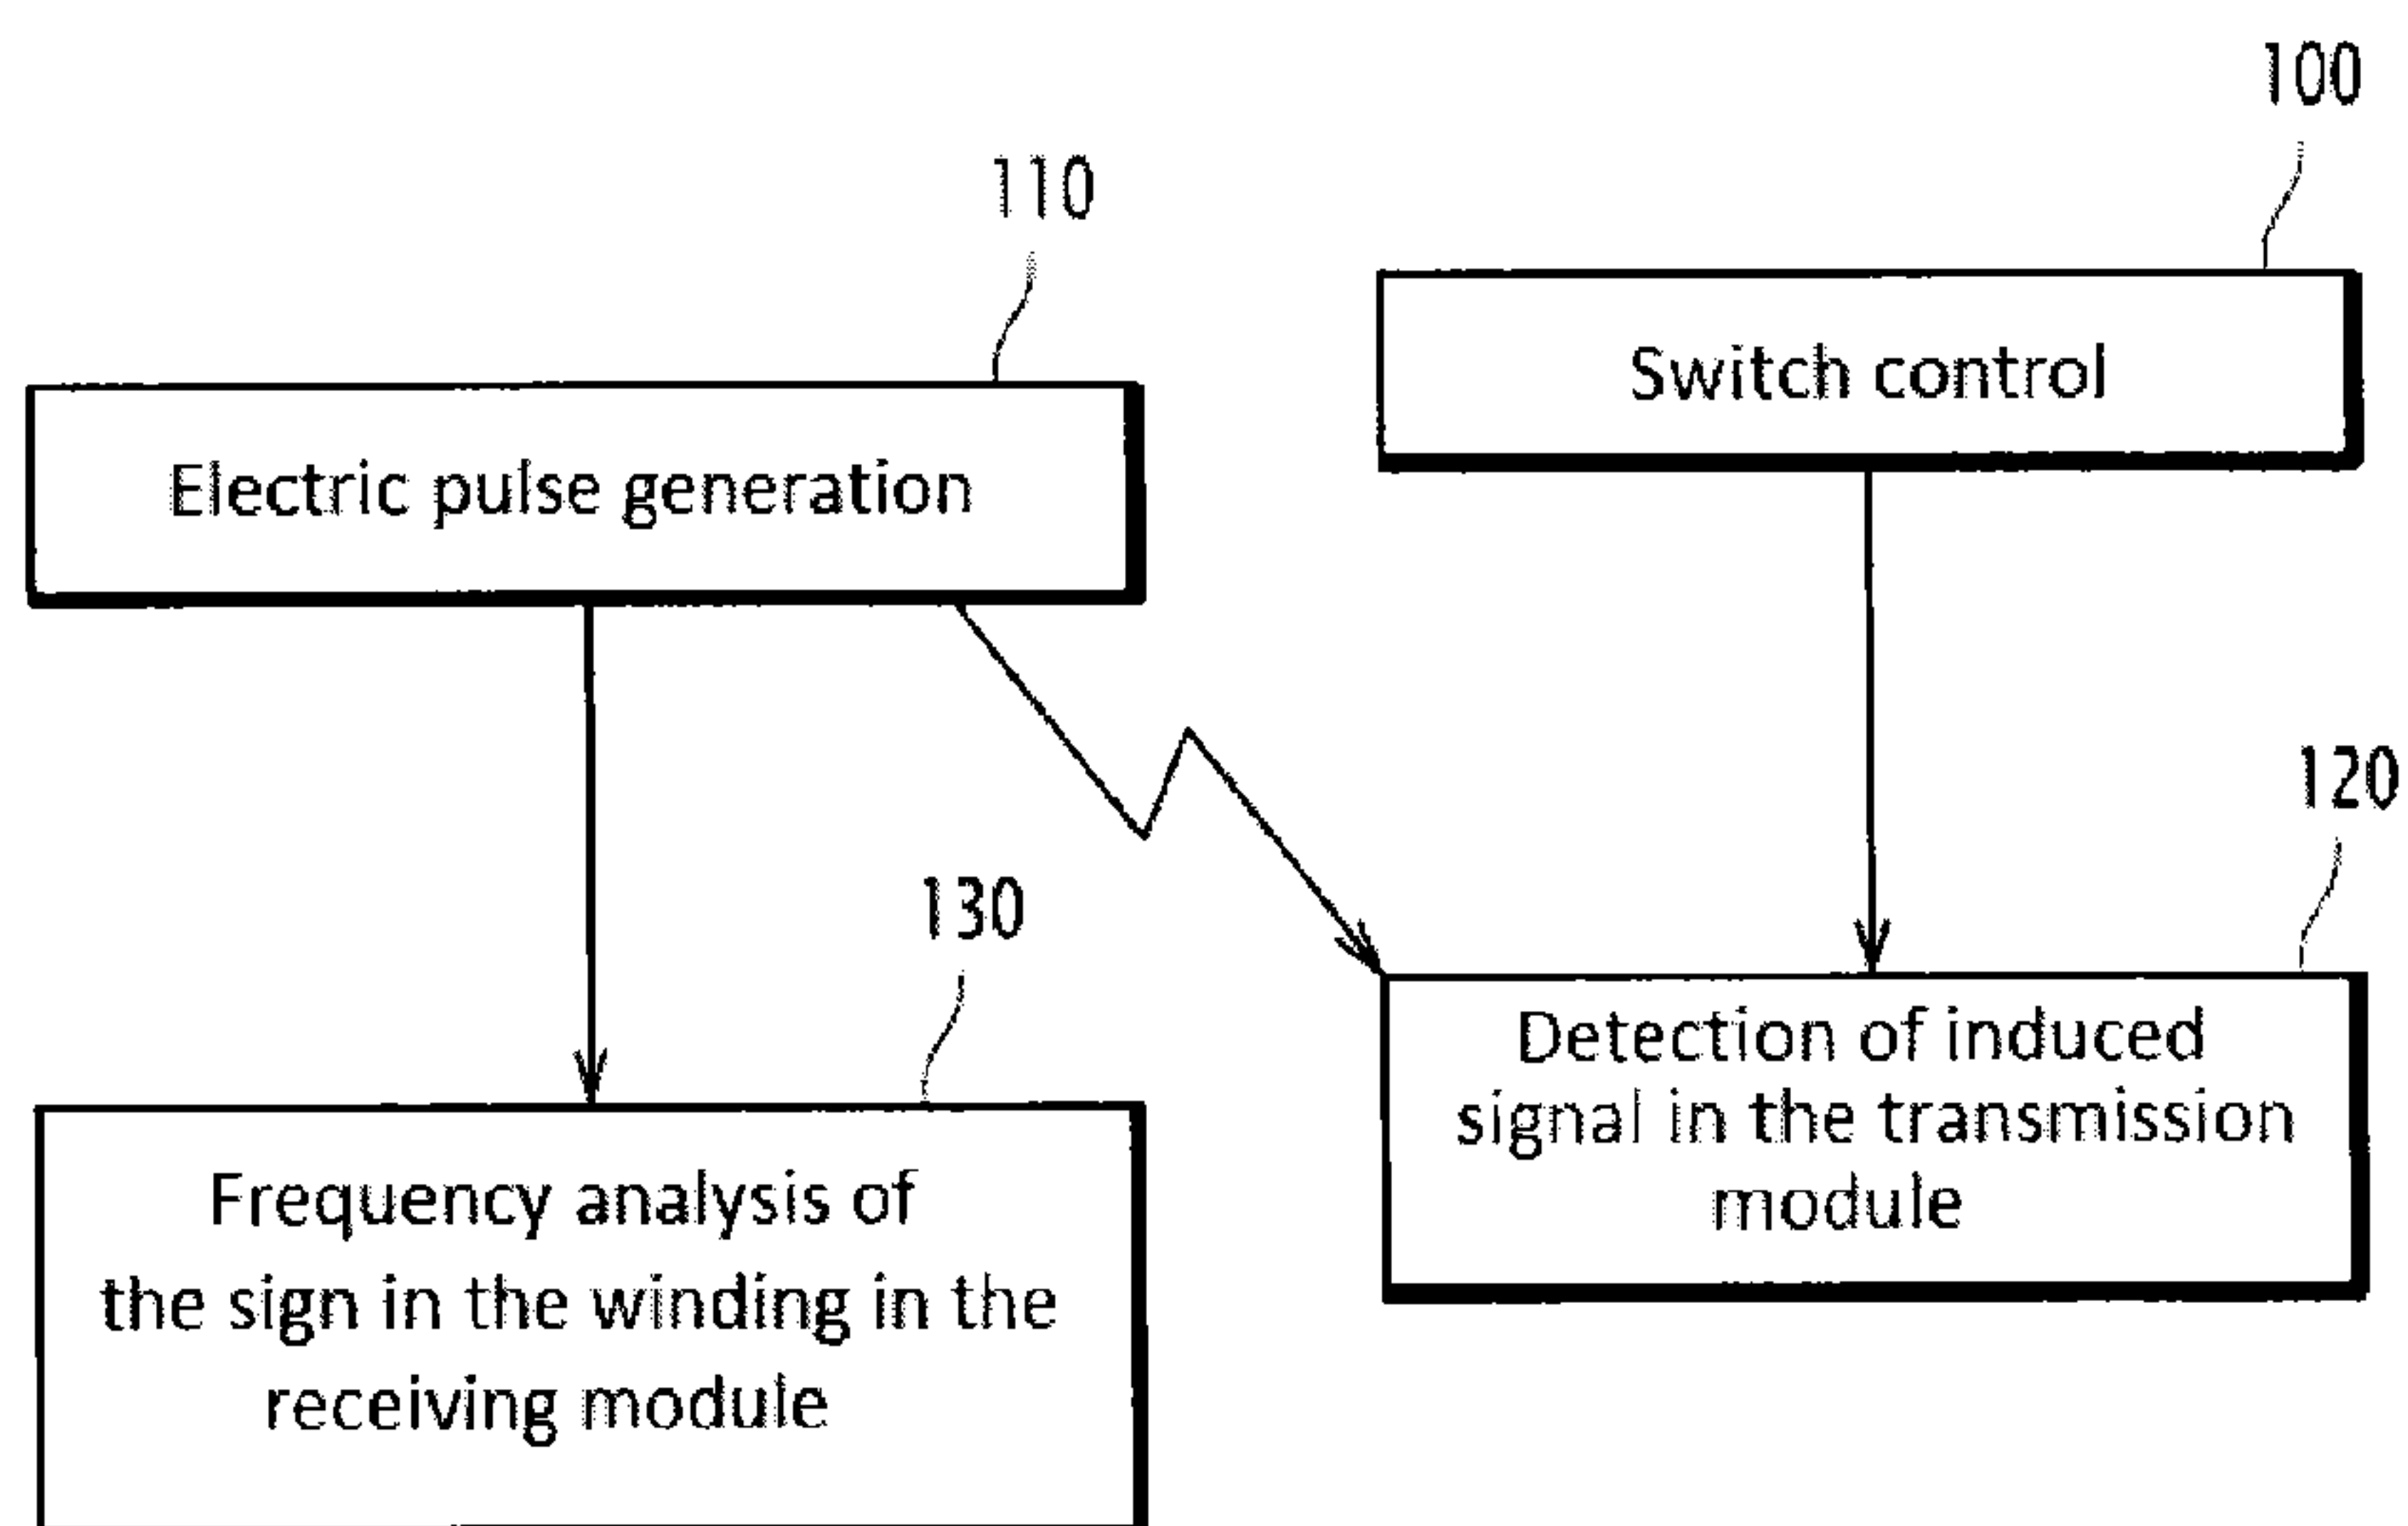 100
110
Switch control
Electric pulse generation
120
130
Detection of induced
signal in the transmission
module
Frequency analysis of
the sign in the winding in the
receiving module